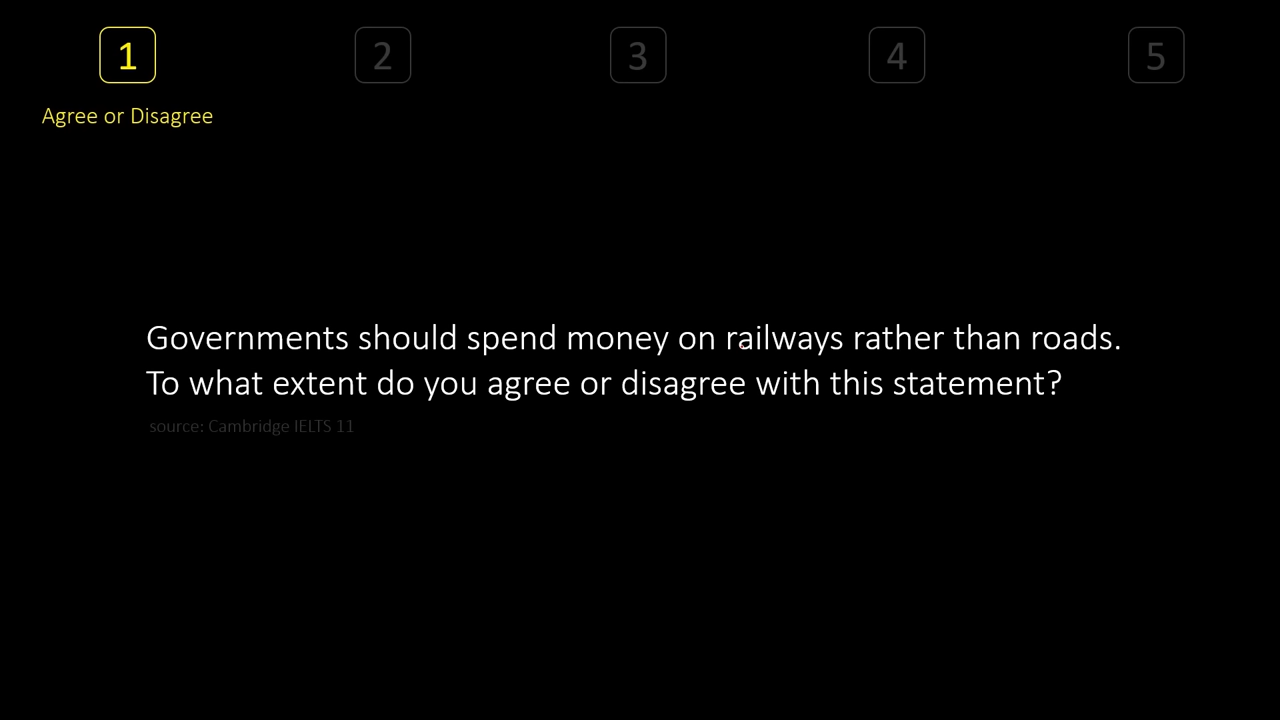 1 2 3 4 5
Agree or Disagree
Governments should spend money on railways rather than roads.
To what extent do you agree or disagree with this statement?
source: Cambridge IELTS 11